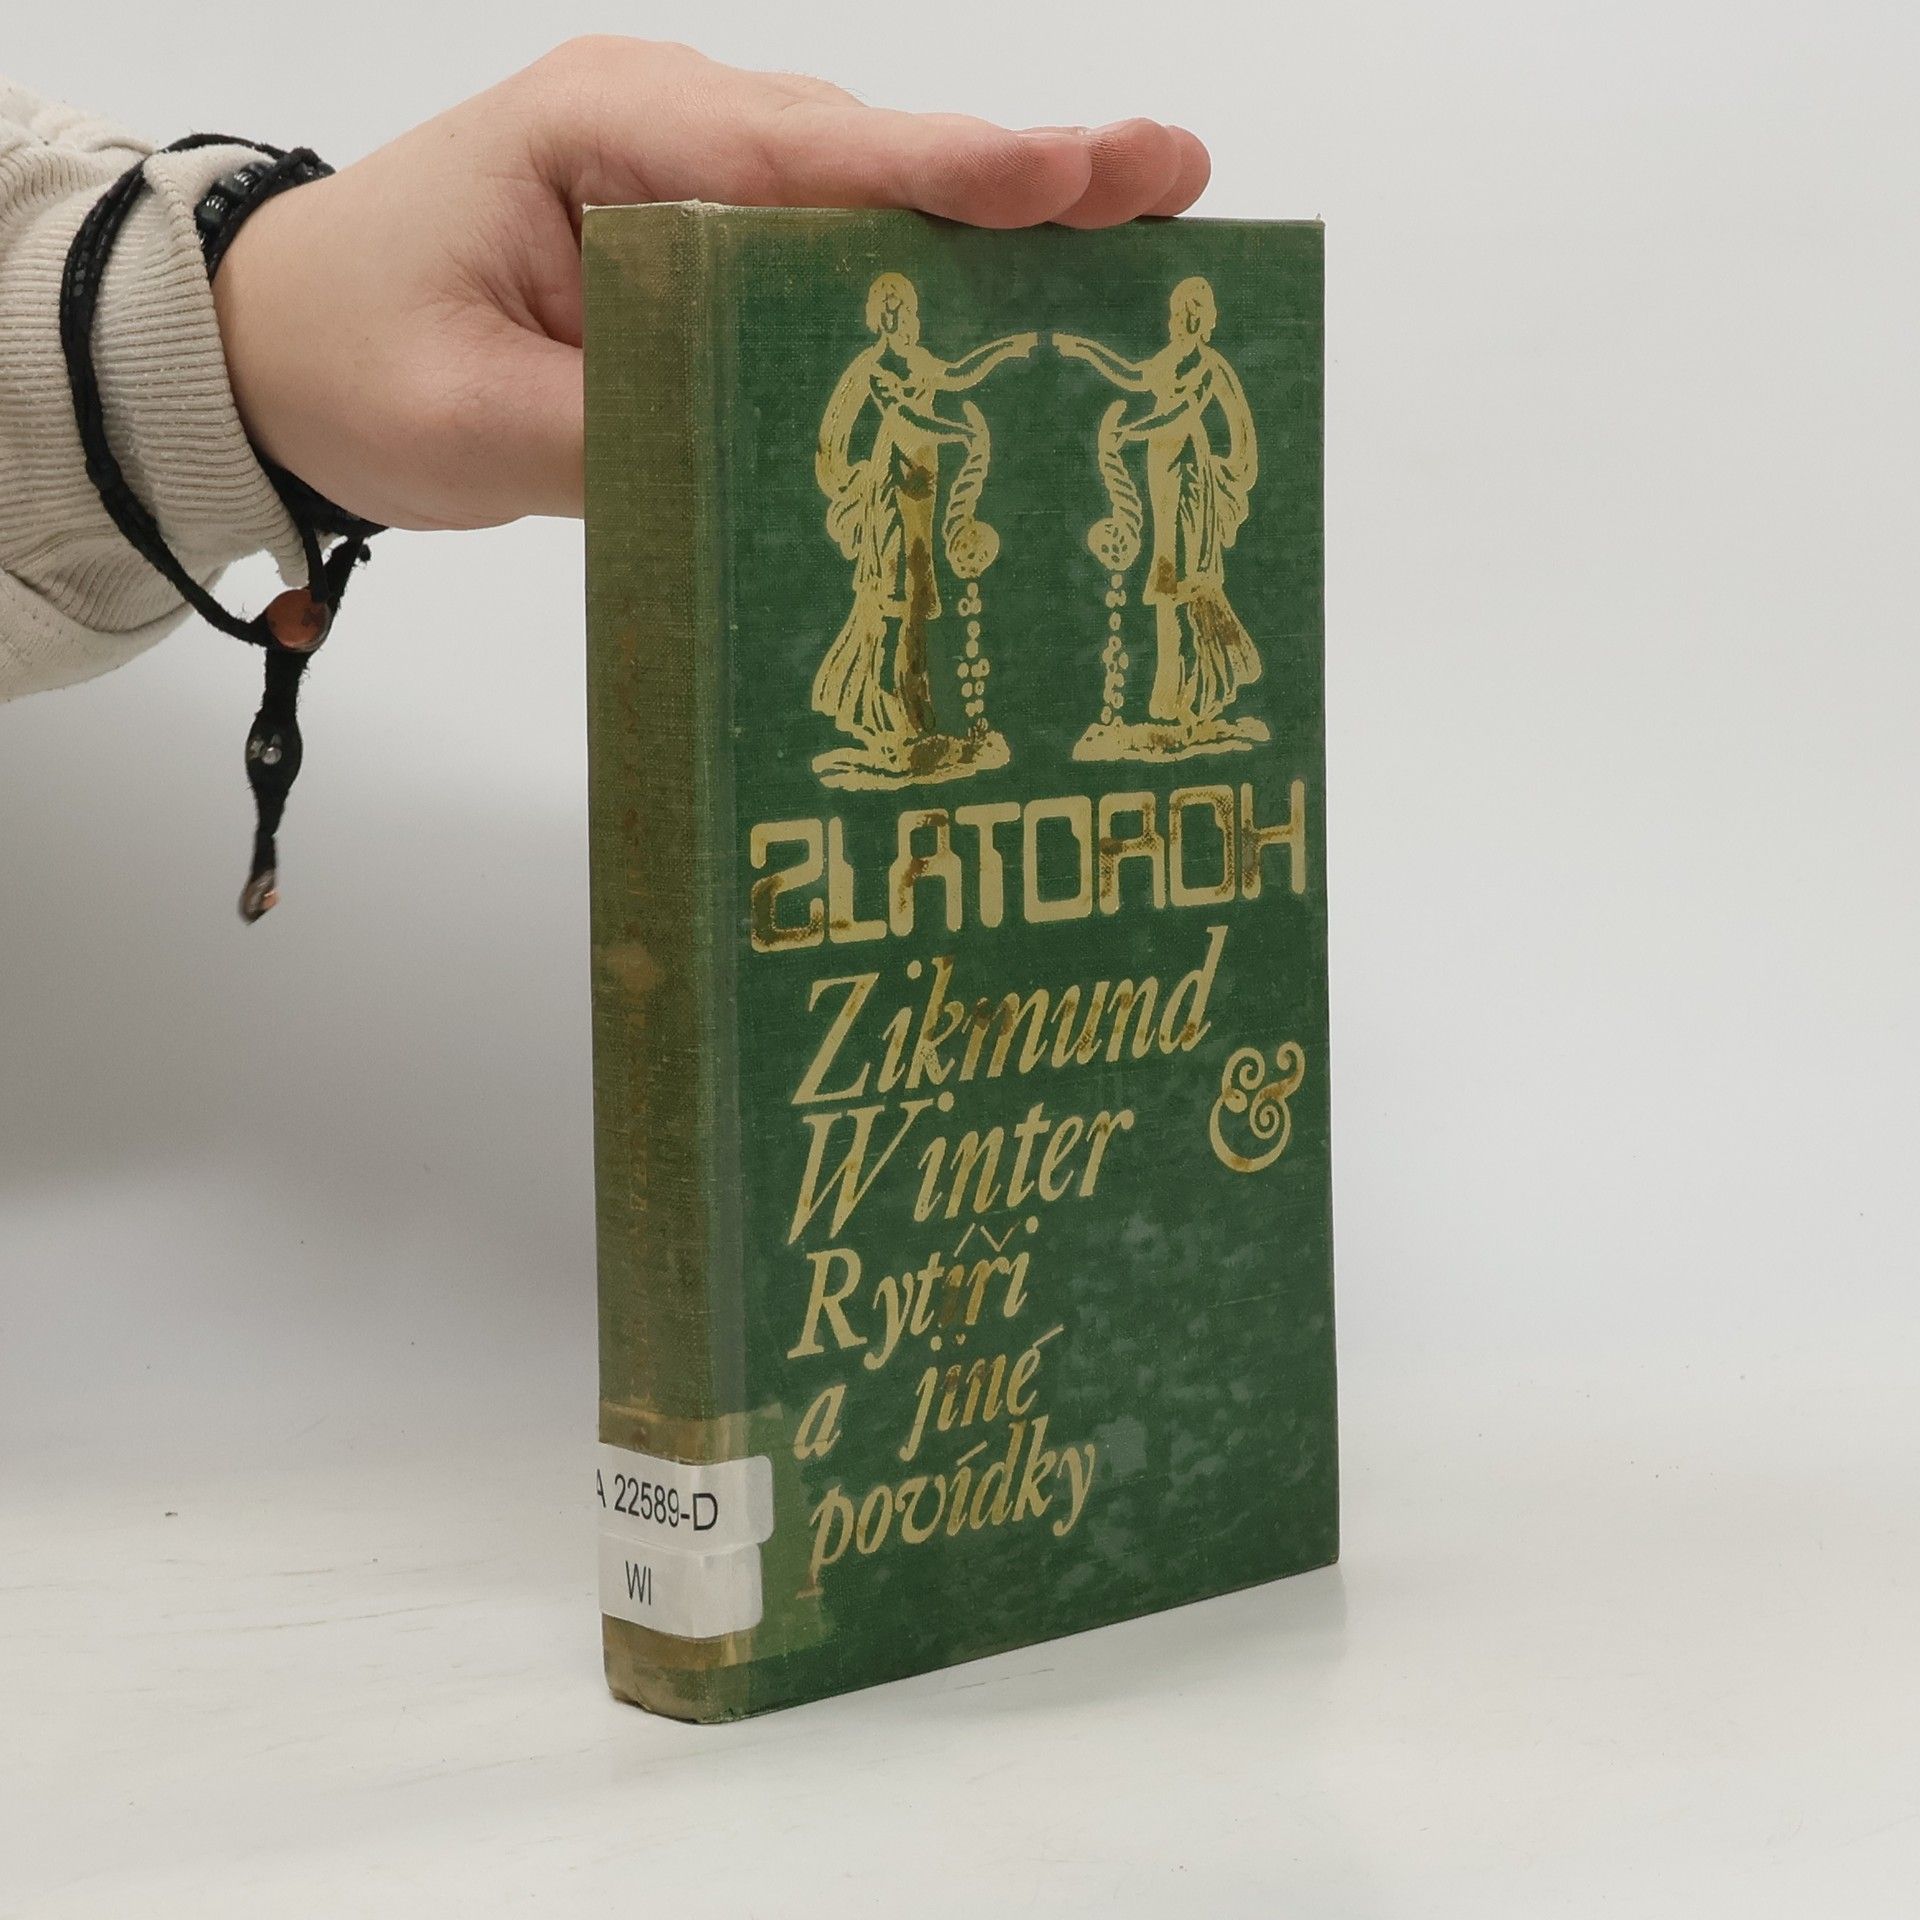 ZLATOROH
Zikmund
Winter &
Rytíři
a jiné
povídky
A 22589-D
WI